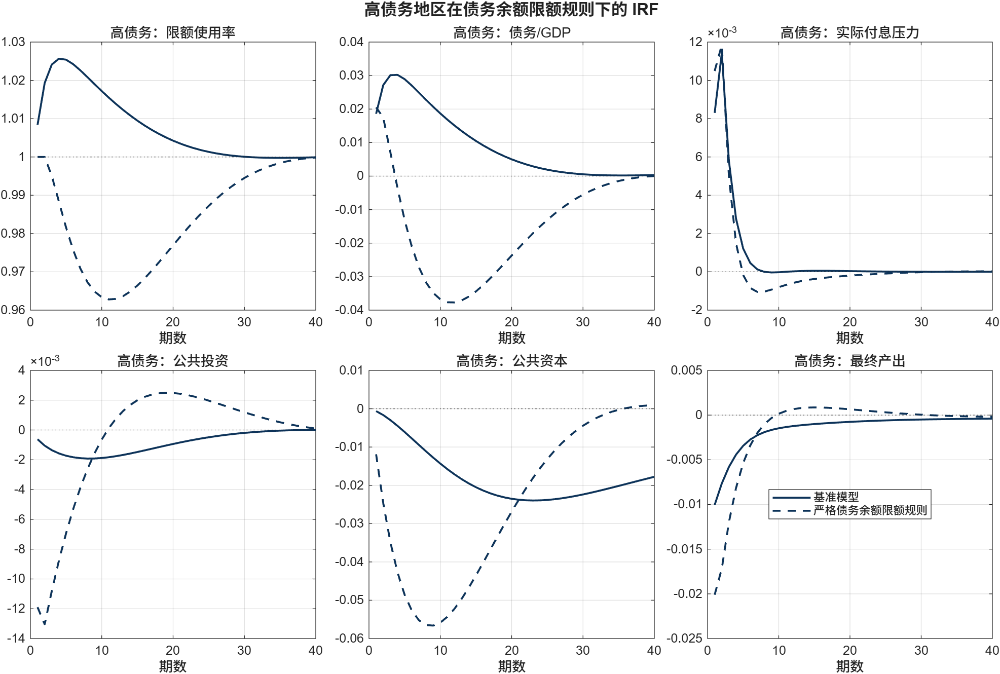 高债务地区在债务余额限额规则下的 IRF
高债务：限额使用率
1.03
1.02
1.01
1
0.99
0.98
0.97
0.96
0 10 20 30 40
期数
高债务：债务/GDP
0.04
0.03
0.02
0.01
0
-0.01
-0.02
-0.03
-0.04
0 10 20 30 40
期数
×10-3
高债务：实际付息压力
12
10
8
6
4
2
0
-2
0 10 20 30 40
期数
×10-3
高债务：公共投资
4
2
0
-2
-4
-6
-8
-10
-12
-14
0 10 20 30 40
期数
高债务：公共资本
0.01
0
-0.01
-0.02
-0.03
-0.04
-0.05
-0.06
0 10 20 30 40
期数
高债务：最终产出
0.005
0
-0.005
-0.01
-0.015
-0.02
-0.025
0 10 20 30 40
期数
基准模型
严格债务余额限额规则